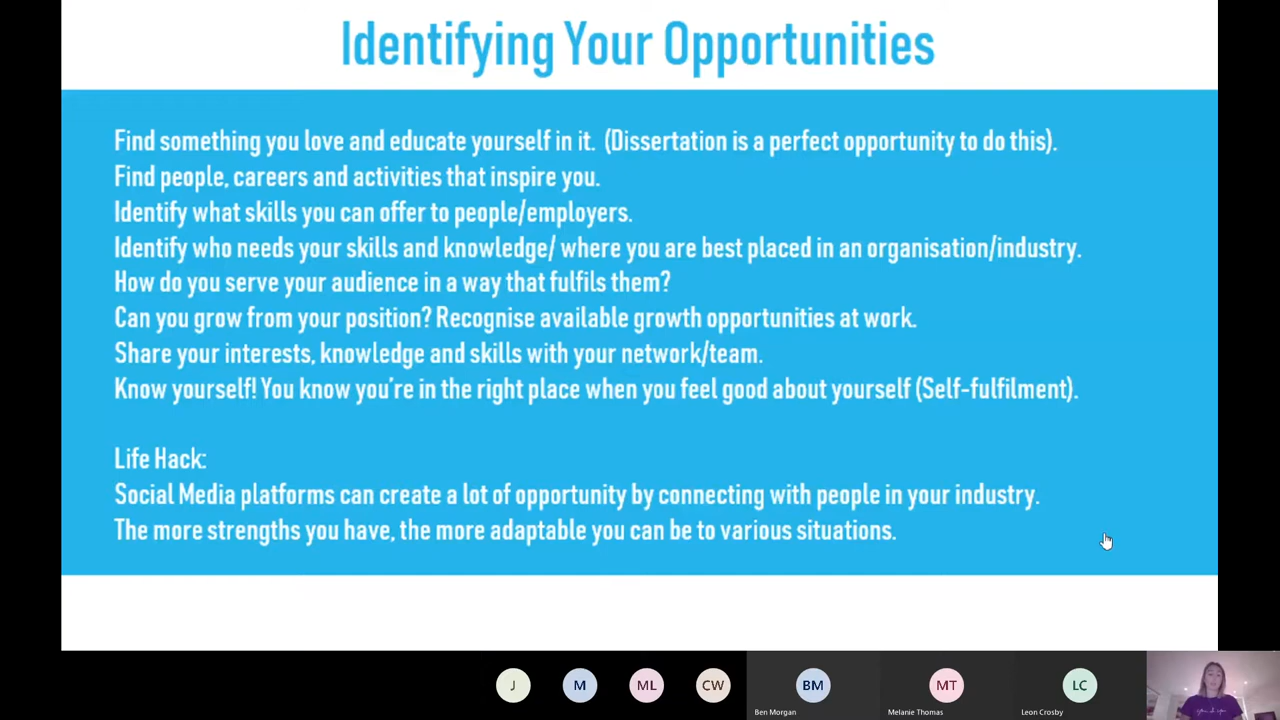 Identifying Your Opportunities
Find something you love and educate yourself in it. (Dissertation is a perfect opportunity to do this).
Find people, careers and activities that inspire you.
Identify what skills you can offer to people/employers.
Identify who needs your skills and knowledge/ where you are best placed in an organisation/industry.
How do you serve your audience in a way that fulfils them?
Can you grow from your position? Recognise available growth opportunities at work.
Share your interests, knowledge and skills with your network/team.
Know yourself! You know you're in the right place when you feel good about yourself (Self-fulfilment).
Life Hack:
Social Media platforms can create a lot of opportunity by connecting with people in your industry.
The more strengths you have, the more adaptable you can be to various situations.
J M ML CW BM MT LC
Ben Morgan Melanie Thomas Leon Crosby